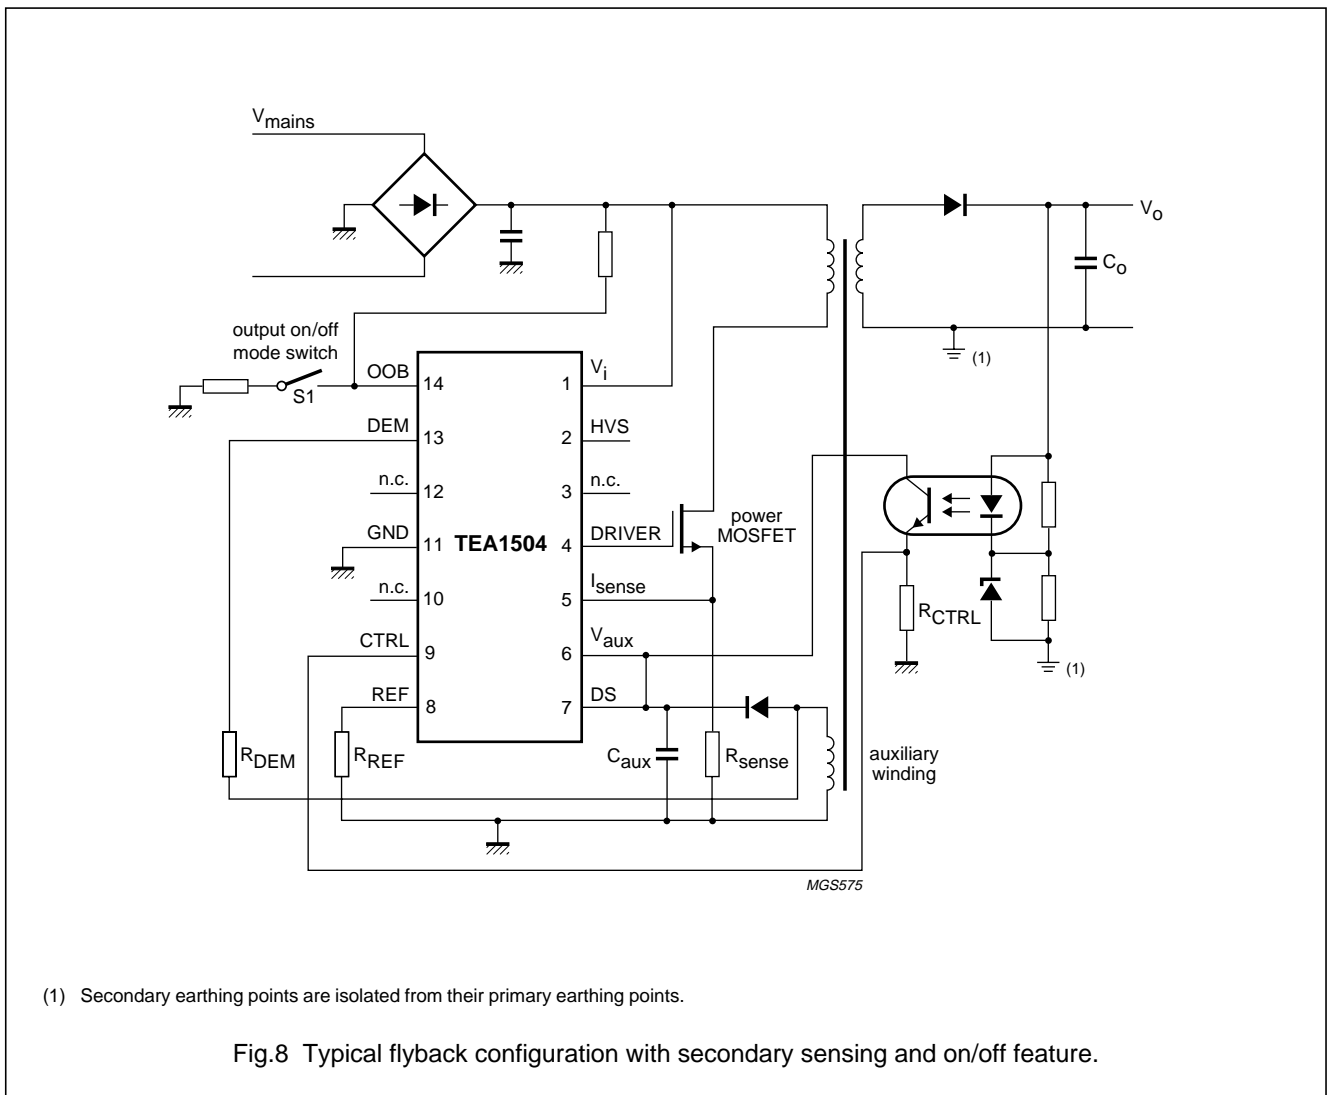 Vmains
Vo
Co
(1)
output on/off
mode switch
S1
OOB
14
1
Vi
DEM
13
2
HVS
n.c.
12
3
n.c.
GND
11
TEA1504
4
DRIVER
power
MOSFET
n.c.
10
5
Isense
CTRL
9
6
Vaux
REF
8
7
DS
RCTRL
(1)
RDEM
RREF
Caux
Rsense
auxiliary
winding
MGS575
(1) Secondary earthing points are isolated from their primary earthing points.
Fig.8 Typical flyback configuration with secondary sensing and on/off feature.